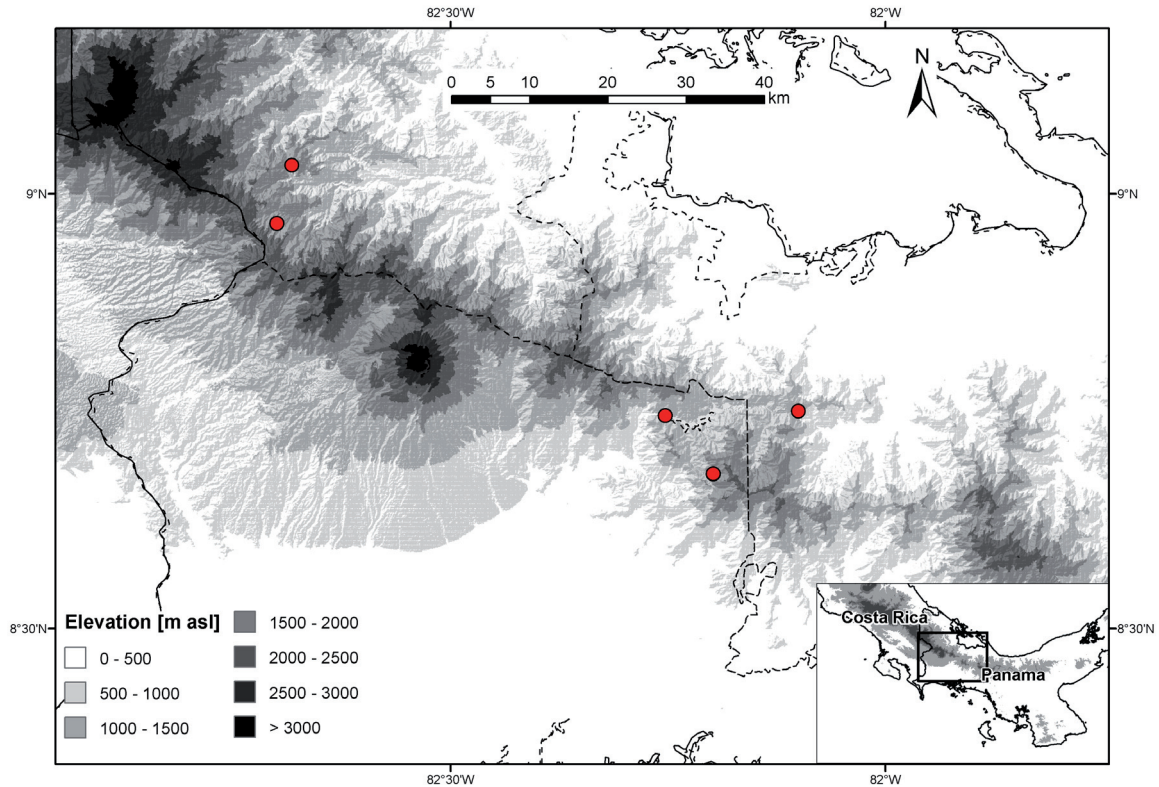 82°30'W 82°W
N
0 5 10 20 30 40
km
9°N 9°N
Elevation [m asl]
0 - 500
500 - 1000
1000 - 1500
1500 - 2000
2000 - 2500
2500 - 3000
> 3000
8°30'N 8°30'N
Costa Rica
Panama
82°30'W 82°W